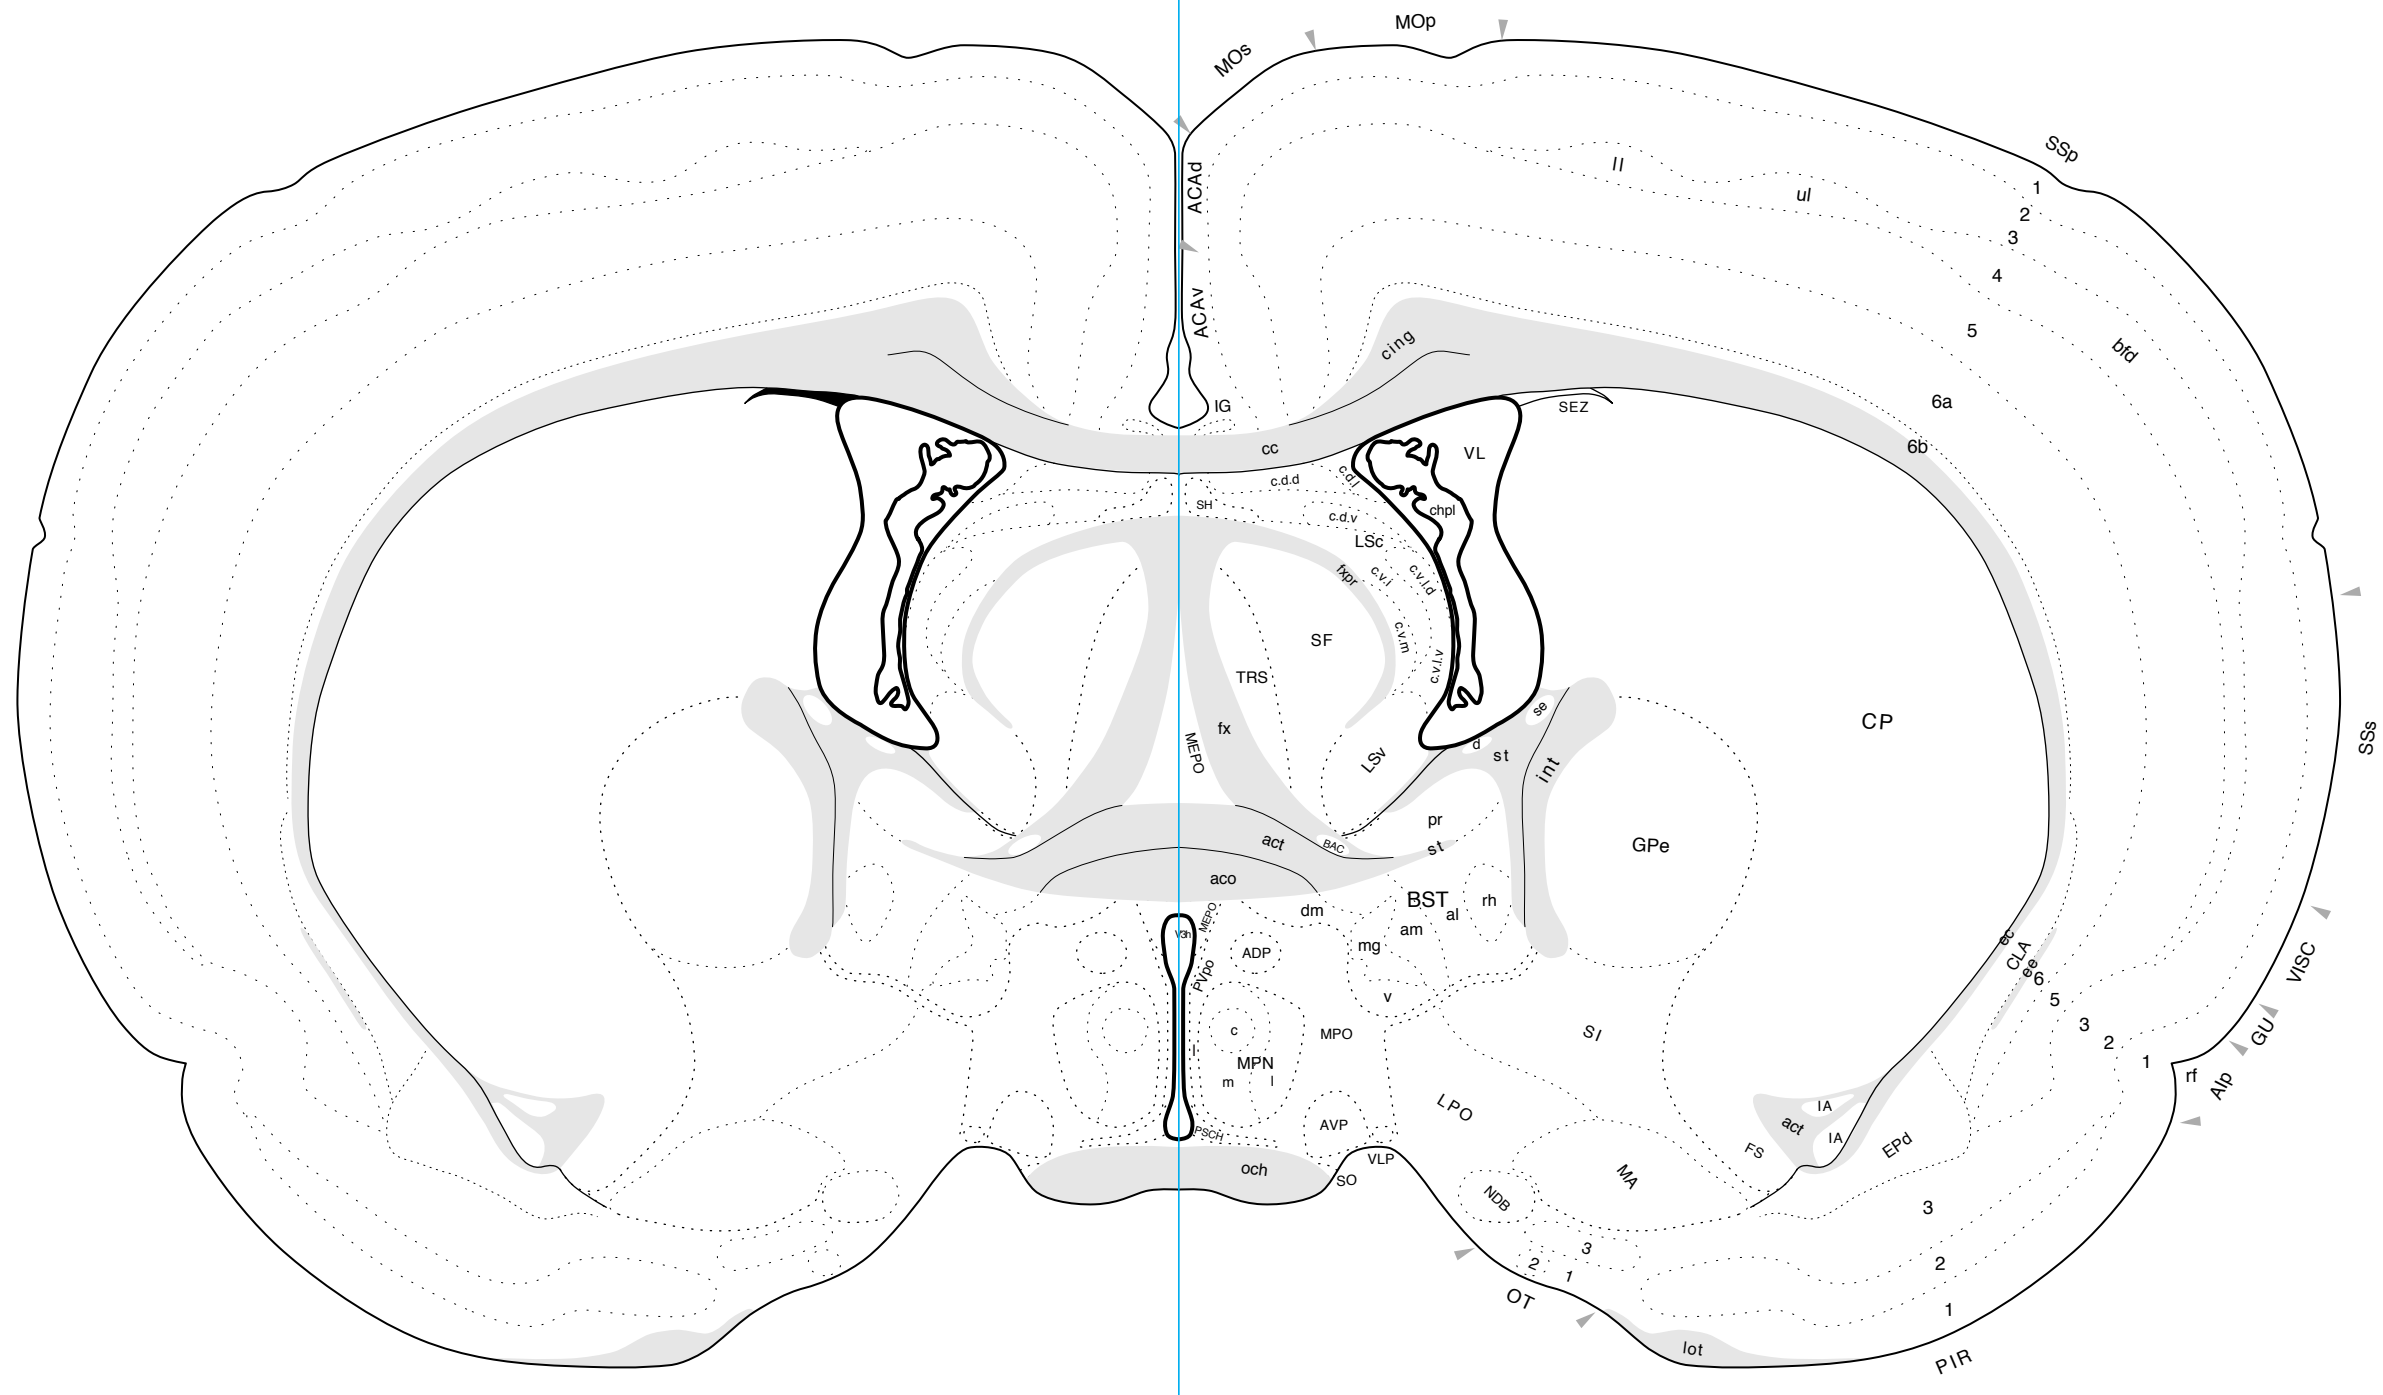 MOp
MOs
SSp
ACAd
ll
ul
1
2
3
4
5
6a
6b
bfd
ACAv
cing
IG
SEZ
cc
VL
c.d.d
c.d.l
SH
chpl
c.d.v
LSc
fxpr
c.v.i
c.v.l.d
SF
c.v.m
TRS
c.v.l.v
se
CP
fx
MEPO
d
st
LSv
int
SSs
pr
act
BAC
st
GPe
aco
BST
rh
dm
al
MEPO
am
V3h
mg
ADP
ec
CLA
ee
VISC
PVpo
6
5
v
3
c
MPO
SI
GU
2
I
MPN
1
rf
AIp
m
l
LPO
IA
act
AVP
PSCH
IA
FS
EPd
VLP
och
SO
MA
NDB
3
3
2
2
1
OT
1
lot
PIR